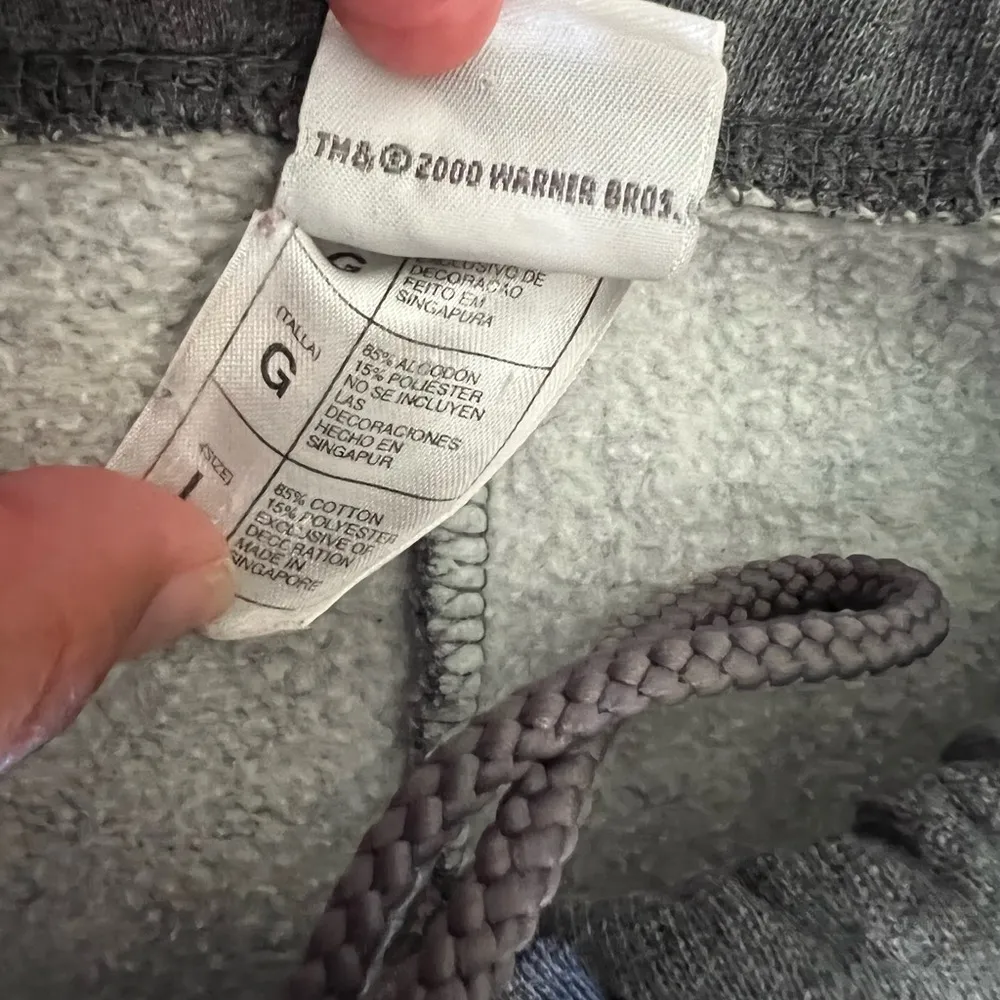 TM & © 2000 WARNER BROS.
G
DE
DECORAÇÃO
FEITO EM
SINGAPURA
(TALLA)
G
85% ALGODON
15% POLIESTER
NO SE INCLUYEN
LAS
DECORACIONES
HECHO EN
SINGAPUR
(SIZE)
85% COTTON
15% POLYESTER
EXCLUSIVE OF
DECORATION
MADE IN
SINGAPORE